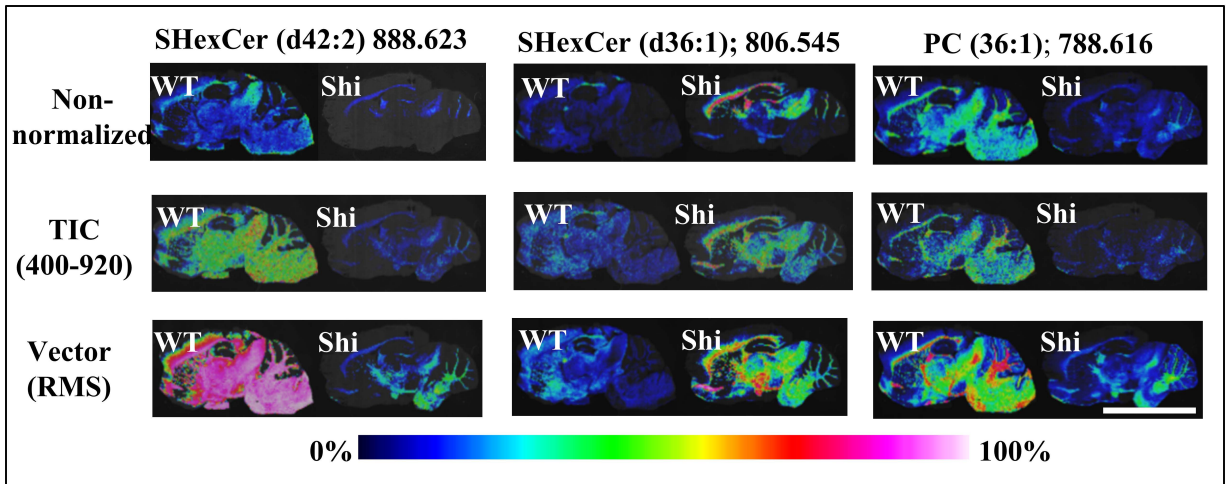 SHexCer (d42:2) 888.623
SHexCer (d36:1); 806.545
PC (36:1); 788.616
Non-
normalized
WT
Shi
WT
Shi
WT
Shi
TIC
(400-920)
WT
Shi
WT
Shi
WT
Shi
Vector
(RMS)
WT
Shi
WT
Shi
WT
Shi
0%
100%